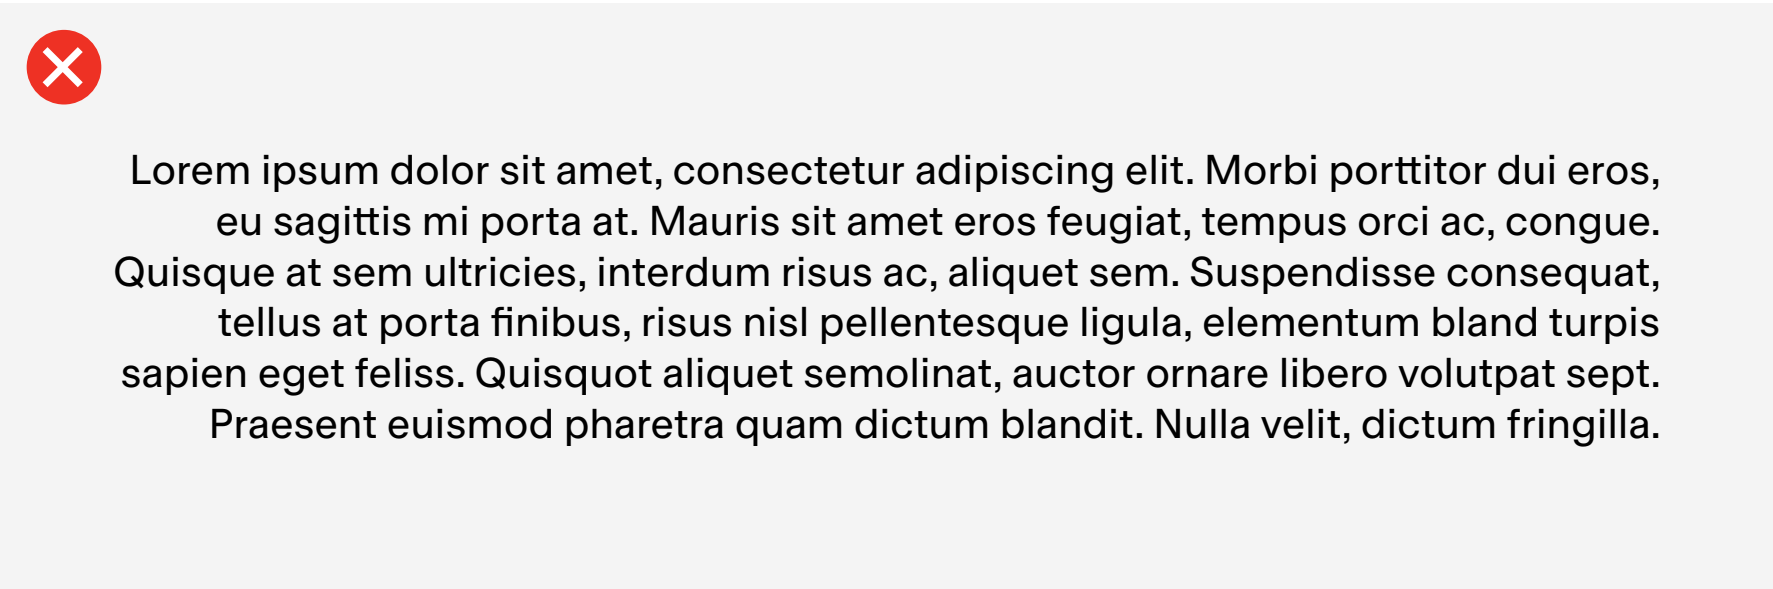 Lorem ipsum dolor sit amet, consectetur adipiscing elit. Morbi porttitor dui eros,
eu sagittis mi porta at. Mauris sit amet eros feugiat, tempus orci ac, congue.
Quisque at sem ultricies, interdum risus ac, aliquet sem. Suspendisse consequat,
tellus at porta finibus, risus nisl pellentesque ligula, elementum bland turpis
sapien eget feliss. Quisquot aliquet semolinat, auctor ornare libero volutpat sept.
Praesent euismod pharetra quam dictum blandit. Nulla velit, dictum fringilla.